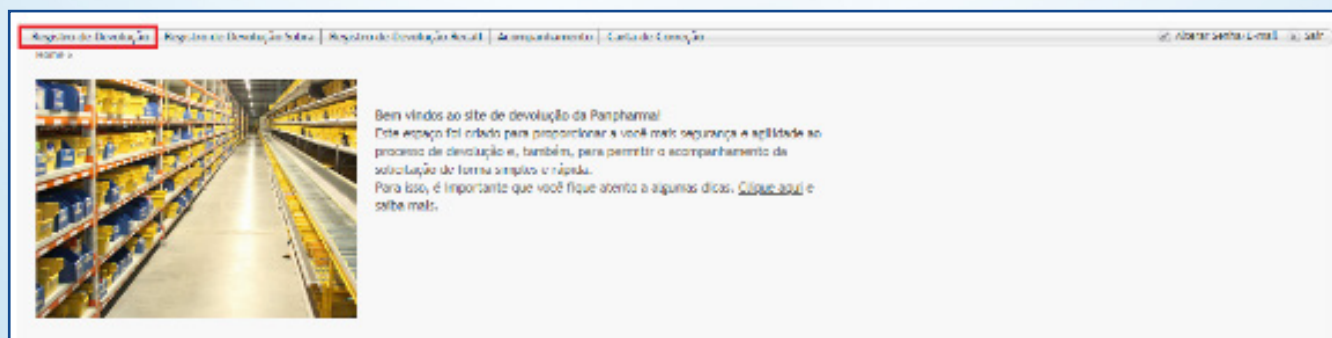 Registro de Devolução | Registro de Devolução Sobra | Registro de Devolução Recall | Acompanhamento | Carta de Correção
Alterar Senha/E-mail Sair
Home >
Bem vindos ao site de devolução da Panpharma!
Este espaço foi criado para proporcionar a você mais segurança e agilidade ao
processo de devolução e, também, para permitir o acompanhamento da
solicitação de forma simples e rápida.
Para isso, é importante que você fique atento a algumas dicas. Clique aqui e
saiba mais.